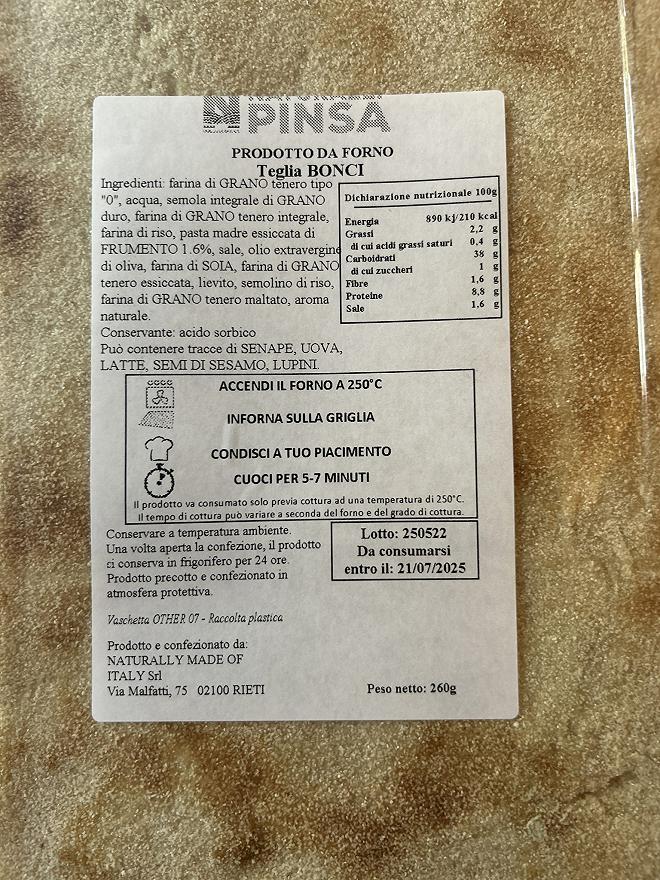 PINSA
PRODOTTO DA FORNO
Teglia BONCI
Ingredienti: farina di GRANO tenero tipo
"0", acqua, semola integrale di GRANO
duro, farina di GRANO tenero integrale,
farina di riso, pasta madre essiccata di
FRUMENTO 1.6%, sale, olio extravergine
di oliva, farina di SOIA, farina di GRANO
tenero essiccata, lievito, semolino di riso,
farina di GRANO tenero maltato, aroma
naturale.
Conservante: acido sorbico
Può contenere tracce di SENAPE, UOVA,
LATTE, SEMI DI SESAMO, LUPINI.
Dichiarazione nutrizionale 100g
Energia 890 kj/210 kcal
Grassi 2,2 g
di cui acidi grassi saturi 0,4 g
Carboidrati 38 g
di cui zuccheri 1 g
Fibre 1,6 g
Proteine 8,8 g
Sale 1,6 g
ACCENDI IL FORNO A 250°C
INFORNA SULLA GRIGLIA
CONDISCI A TUO PIACIMENTO
CUOCI PER 5-7 MINUTI
Il prodotto va consumato solo previa cottura ad una temperatura di 250°C.
Il tempo di cottura può variare a seconda del forno e del grado di cottura.
Conservare a temperatura ambiente.
Una volta aperta la confezione, il prodotto
ci conserva in frigorifero per 24 ore.
Prodotto precotto e confezionato in
atmosfera protettiva.
Lotto: 250522
Da consumarsi
entro il: 21/07/2025
Vaschetta OTHER 07 - Raccolta plastica
Prodotto e confezionato da:
NATURALLY MADE OF
ITALY Srl
Via Malfatti, 75 02100 RIETI
Peso netto: 260g